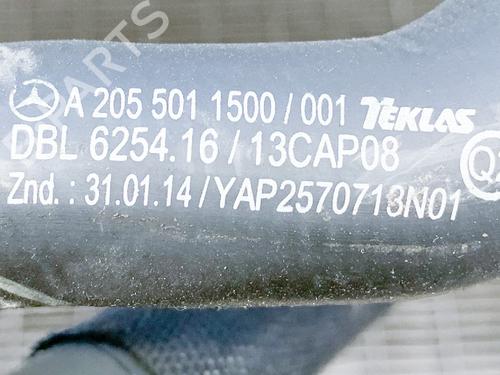 A 205 501 1500 / 001 TEKLAS
DBL 6254.16 / 13CAP08
Znd. : 31.01.14 / YAP2570713N01